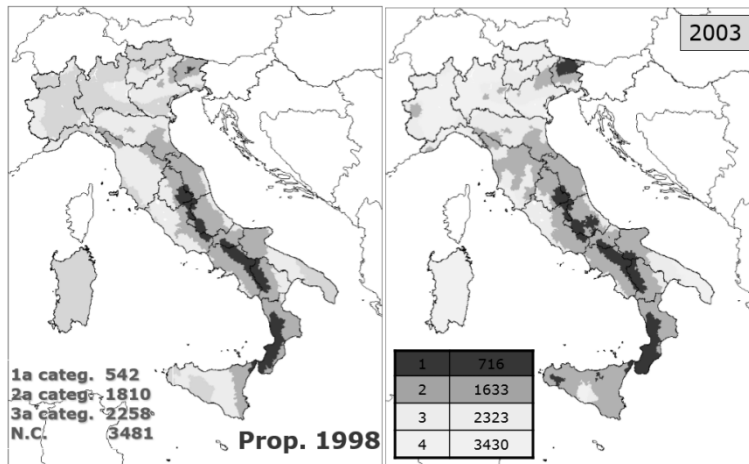 2003
1a categ. 542
2a categ. 1810
3a categ. 2258
N.C. 3481
Prop. 1998
1 716
2 1633
3 2323
4 3430